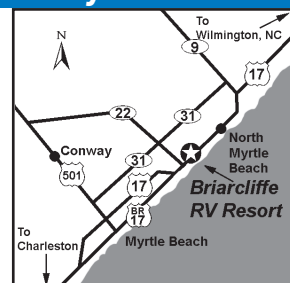 N
To
Wilmington, NC
9
17
22
31
North
Myrtle
Beach
Conway
31
501
17
Briarcliffe
RV Resort
BR
17
To
Charleston
Myrtle Beach